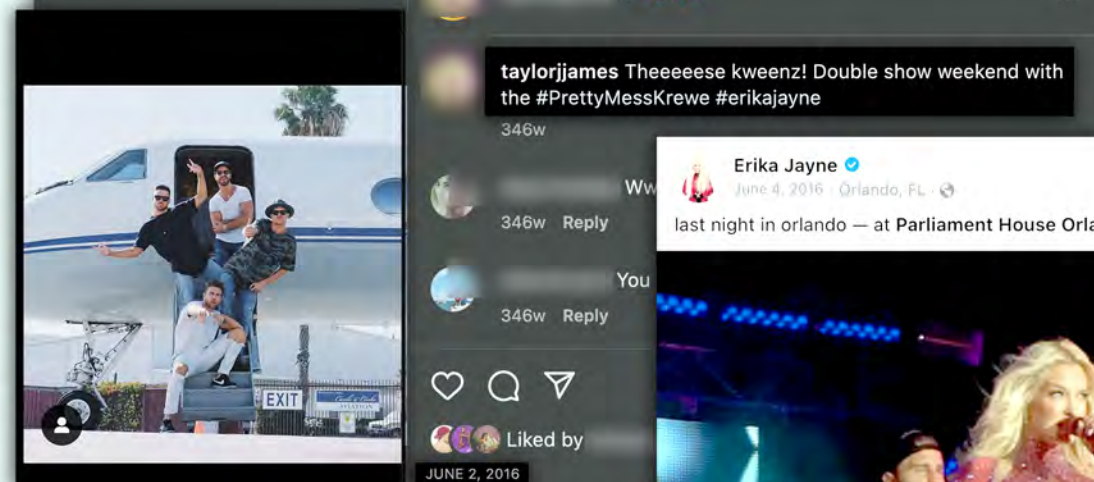 taylorjjames Theeeeese kweenz! Double show weekend with
the #PrettyMessKrewe #erikajayne
346w
Ww
346w Reply
You
346w Reply
Liked by
JUNE 2, 2016
Erika Jayne
June 4, 2016 · Orlando, FL ·
last night in orlando — at Parliament House Orla
EXIT
AVIATION